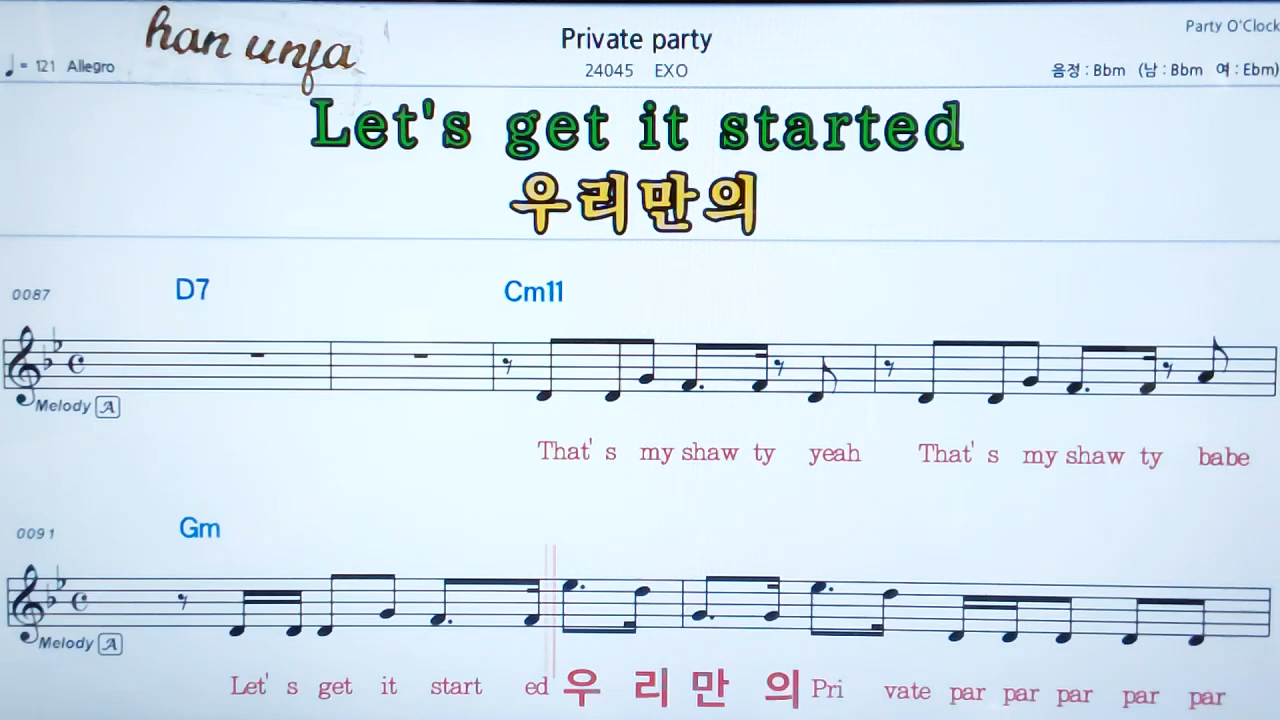 han unfa
Private party
Party O'Clock
♩= 121 Allegro
24045 EXO
음정 : Bbm (남 : Bbm 여 : Ebm)
Let's get it started
우리만의
0087 D7 Cm11
Melody A
That's my shaw ty yeah That's my shaw ty babe
0091 Gm
Melody A
Let's get it start ed 우 리 만 의 Pri vate par par par par par